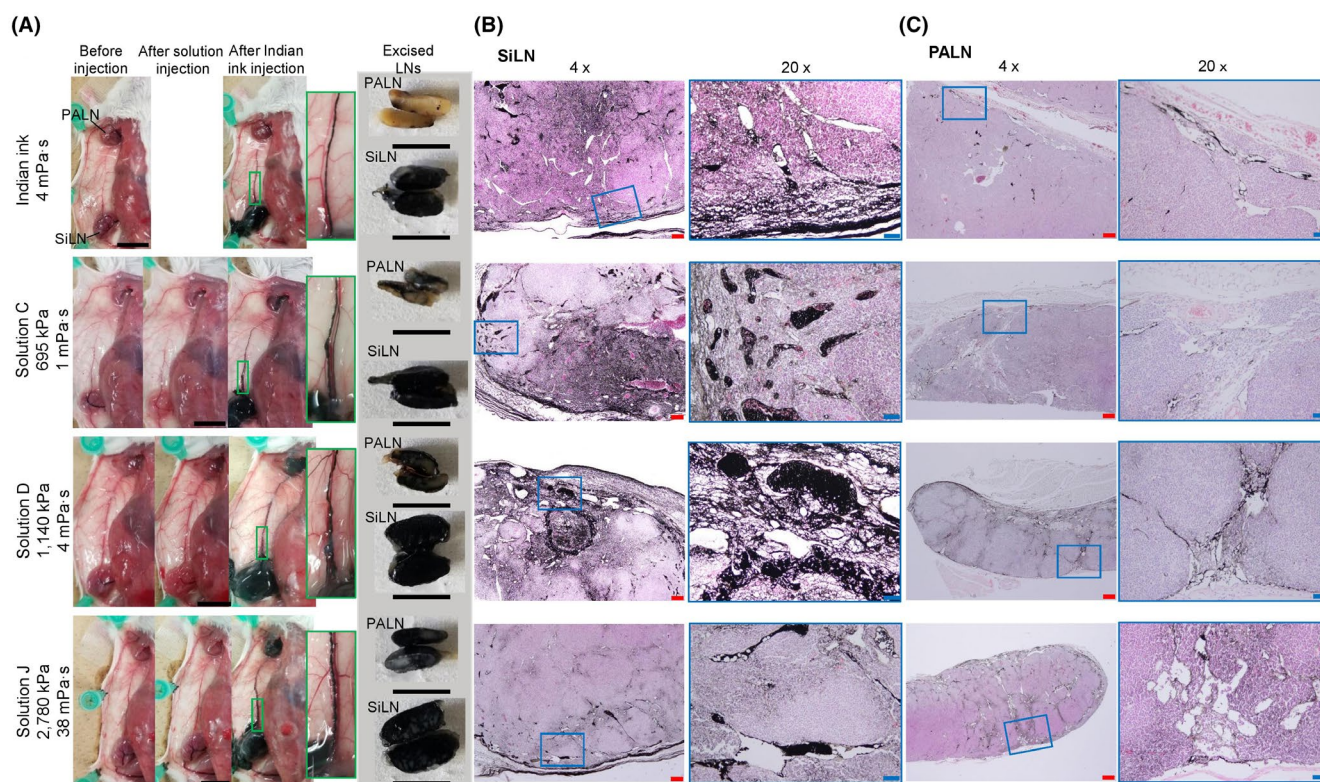 (A)
Before
injection
After solution
injection
After Indian
ink injection
Excised
LNs
(B)
SiLN
4 x
20 x
(C)
PALN
4 x
20 x
Indian ink
4 mPa·s
PALN
SiLN
PALN
SiLN
Solution C
695 kPa
1 mPa·s
PALN
SiLN
Solution D
1,140 kPa
4 mPa·s
PALN
SiLN
Solution J
2,780 kPa
38 mPa·s
PALN
SiLN